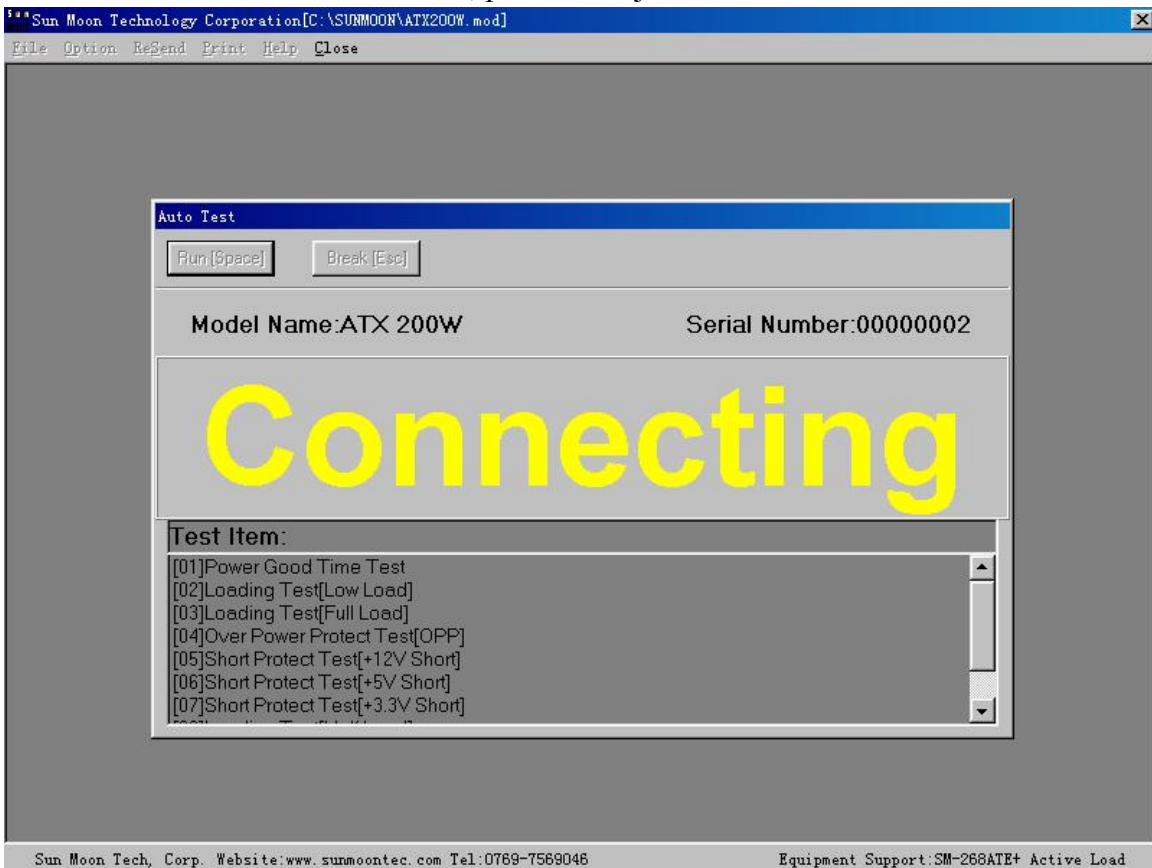 Sun Moon Technology Corporation[C:\SUNMOON\ATX200W.mod]
File Option ReSend Print Help Close
Auto Test
Run [Space] Break [Esc]
Model Name:ATX 200W Serial Number:00000002
Connecting
Test Item:
[01]Power Good Time Test
[02]Loading Test[Low Load]
[03]Loading Test[Full Load]
[04]Over Power Protect Test[OPP]
[05]Short Protect Test[+12V Short]
[06]Short Protect Test[+5V Short]
[07]Short Protect Test[+3.3V Short]
Sun Moon Tech, Corp. Website:www.sunmoontec.com Tel:0769-7569046 Equipment Support:SM-268ATE+ Active Load